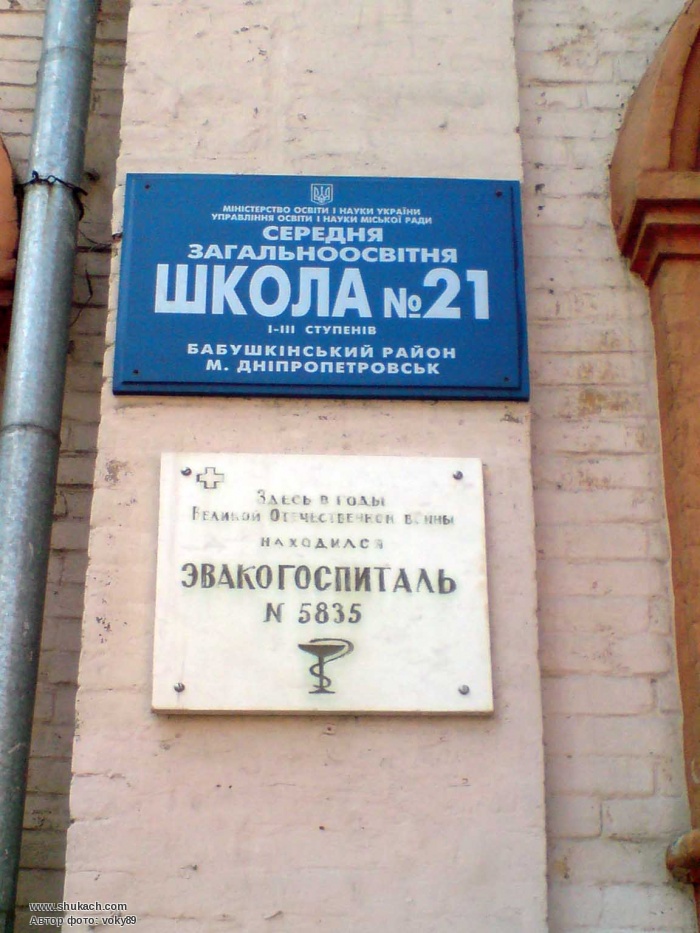 МІНІСТЕРСТВО ОСВІТИ І НАУКИ УКРАЇНИ
УПРАВЛІННЯ ОСВІТИ І НАУКИ МІСЬКОЇ РАДИ
СЕРЕДНЯ
ЗАГАЛЬНООСВІТНЯ
ШКОЛА №21
І-ІІІ СТУПЕНІВ
БАБУШКІНСЬКИЙ РАЙОН
М. ДНІПРОПЕТРОВСЬК
ЗДЕСЬ В ГОДЫ
ВЕЛИКОЙ ОТЕЧЕСТВЕННОЙ ВОЙНЫ
НАХОДИЛСЯ
ЭВАКОГОСПИТАЛЬ
N 5835
www.shukach.com
Автор фото: voky89